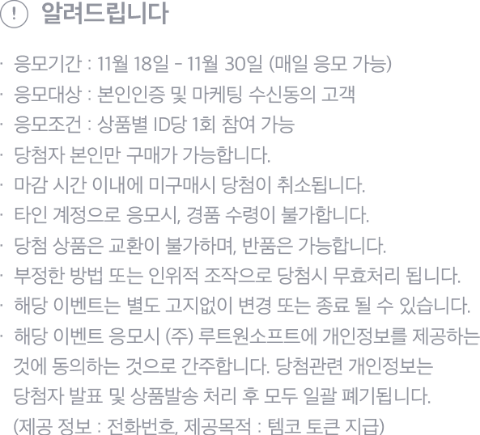 ! 알려드립니다
· 응모기간 : 11월 18일 - 11월 30일 (매일 응모 가능)
· 응모대상 : 본인인증 및 마케팅 수신동의 고객
· 응모조건 : 상품별 ID당 1회 참여 가능
· 당첨자 본인만 구매가 가능합니다.
· 마감 시간 이내에 미구매시 당첨이 취소됩니다.
· 타인 계정으로 응모시, 경품 수령이 불가합니다.
· 당첨 상품은 교환이 불가하며, 반품은 가능합니다.
· 부정한 방법 또는 인위적 조작으로 당첨시 무효처리 됩니다.
· 해당 이벤트는 별도 고지없이 변경 또는 종료 될 수 있습니다.
· 해당 이벤트 응모시 (주) 루트원소프트에 개인정보를 제공하는
것에 동의하는 것으로 간주합니다. 당첨관련 개인정보는
당첨자 발표 및 상품발송 처리 후 모두 일괄 폐기됩니다.
(제공 정보 : 전화번호, 제공목적 : 템코 토큰 지급)